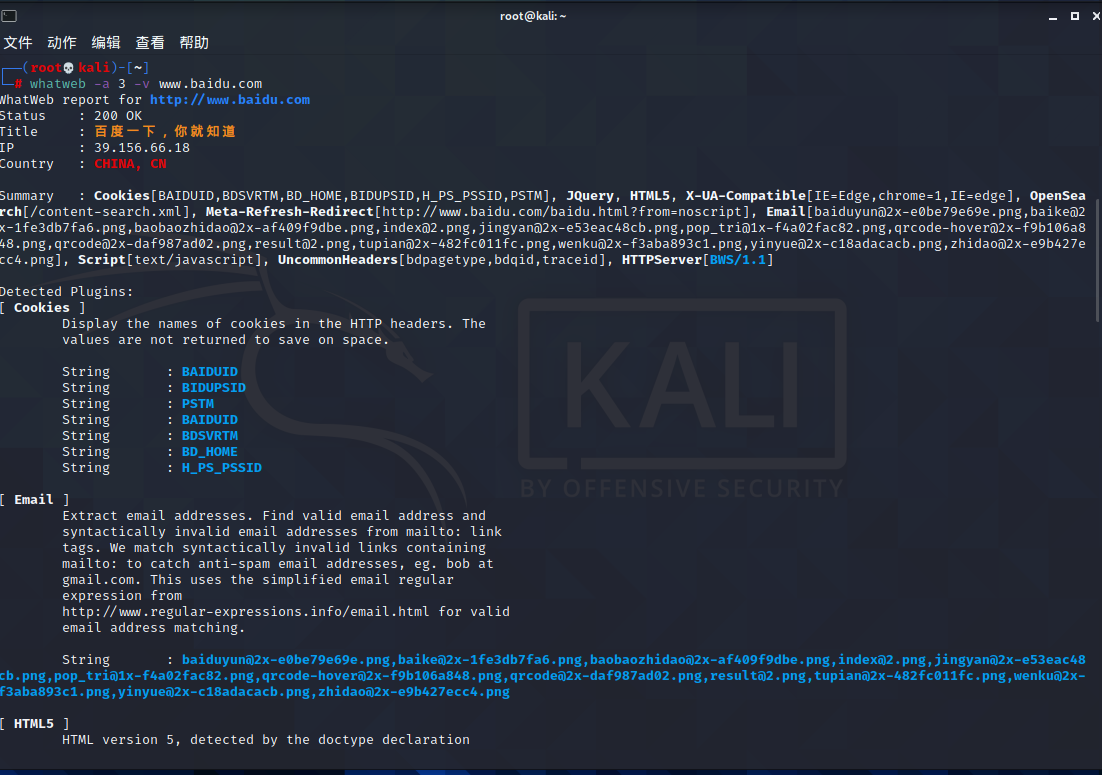 root@kali: ~
文件 动作 编辑 查看 帮助
(root💀kali)-[~]
# whatweb -a 3 -v www.baidu.com
WhatWeb report for http://www.baidu.com
Status : 200 OK
Title : 百度一下，你就知道
IP : 39.156.66.18
Country : CHINA, CN
Summary : Cookies[BAIDUID,BDSVRTM,BD_HOME,BIDUPSID,H_PS_PSSID,PSTM], JQuery, HTML5, X-UA-Compatible[IE=Edge,chrome=1,IE=edge], OpenSea
rch[/content-search.xml], Meta-Refresh-Redirect[http://www.baidu.com/baidu.html?from=noscript], Email[baiduyun@2x-e0be79e69e.png,baike@2
x-1fe3db7fa6.png,baobaozhidao@2x-af409f9dbe.png,index@2.png,jingyan@2x-e53eac48cb.png,pop_tri@1x-f4a02fac82.png,qrcode-hover@2x-f9b106a8
48.png,qrcode@2x-daf987ad02.png,result@2.png,tupian@2x-482fc011fc.png,wenku@2x-f3aba893c1.png,yinyue@2x-c18adacacb.png,zhidao@2x-e9b427e
cc4.png], Script[text/javascript], UncommonHeaders[bdpagetype,bdqid,traceid], HTTPServer[BWS/1.1]
Detected Plugins:
[ Cookies ]
Display the names of cookies in the HTTP headers. The
values are not returned to save on space.
String : BAIDUID
String : BIDUPSID
String : PSTM
String : BAIDUID
String : BDSVRTM
String : BD_HOME
String : H_PS_PSSID
KALI
BY OFFENSIVE SECURITY
[ Email ]
Extract email addresses. Find valid email address and
syntactically invalid email addresses from mailto: link
tags. We match syntactically invalid links containing
mailto: to catch anti-spam email addresses, eg. bob at
gmail.com. This uses the simplified email regular
expression from
http://www.regular-expressions.info/email.html for valid
email address matching.
String : baiduyun@2x-e0be79e69e.png,baike@2x-1fe3db7fa6.png,baobaozhidao@2x-af409f9dbe.png,index@2.png,jingyan@2x-e53eac48
cb.png,pop_tri@1x-f4a02fac82.png,qrcode-hover@2x-f9b106a848.png,qrcode@2x-daf987ad02.png,result@2.png,tupian@2x-482fc011fc.png,wenku@2x-
f3aba893c1.png,yinyue@2x-c18adacacb.png,zhidao@2x-e9b427ecc4.png
[ HTML5 ]
HTML version 5, detected by the doctype declaration